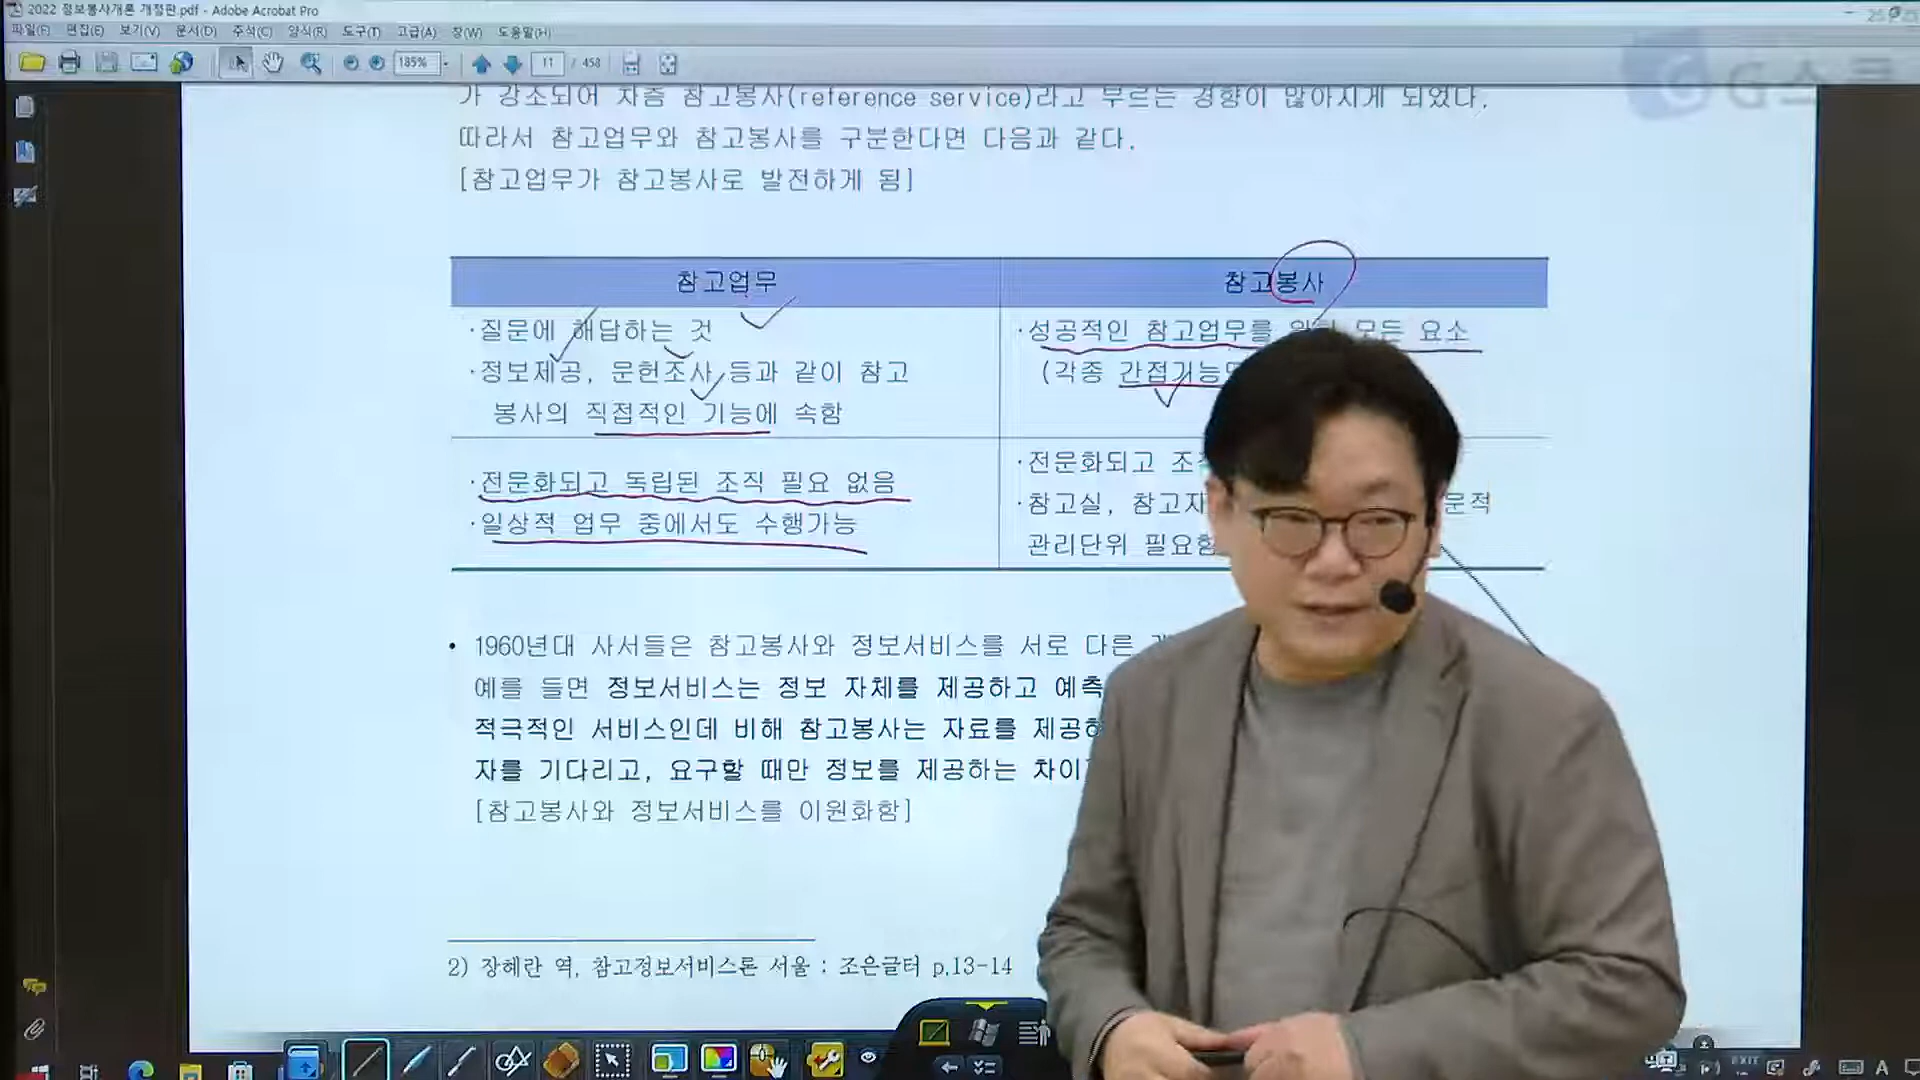 2022 정보봉사개론 개정판.pdf - Adobe Acrobat Pro
파일(F) 편집(E) 보기(V) 문서(D) 주석(C) 양식(R) 도구(T) 고급(A) 창(W) 도움말(H)
185% 11 / 458
G스쿨
가 강조되어 차츰 참고봉사(reference service)라고 부르는 경향이 많아지게 되었다.
따라서 참고업무와 참고봉사를 구분한다면 다음과 같다.
[참고업무가 참고봉사로 발전하게 됨]
참고업무
참고봉사
·질문에 해답하는 것
·정보제공, 문헌조사 등과 같이 참고
봉사의 직접적인 기능에 속함
·성공적인 참고업무를 위한 모든 요소
(각종 간접기능
·전문화되고 독립된 조직 필요 없음
·일상적 업무 중에서도 수행가능
·전문화되고
·참고실, 문적
관리단위 필요함
• 1960년대 사서들은 참고봉사와 정보서비스를 서로 다른
예를 들면 정보서비스는 정보 자체를 제공하고 예측
적극적인 서비스인데 비해 참고봉사는 자료를
자를 기다리고, 요구할 때만 정보를 제공하는
[참고봉사와 정보서비스를 이원화함]
2) 장혜란 역, 참고정보서비스론 서울 : 조은글터 p.13-14
EXIT
A